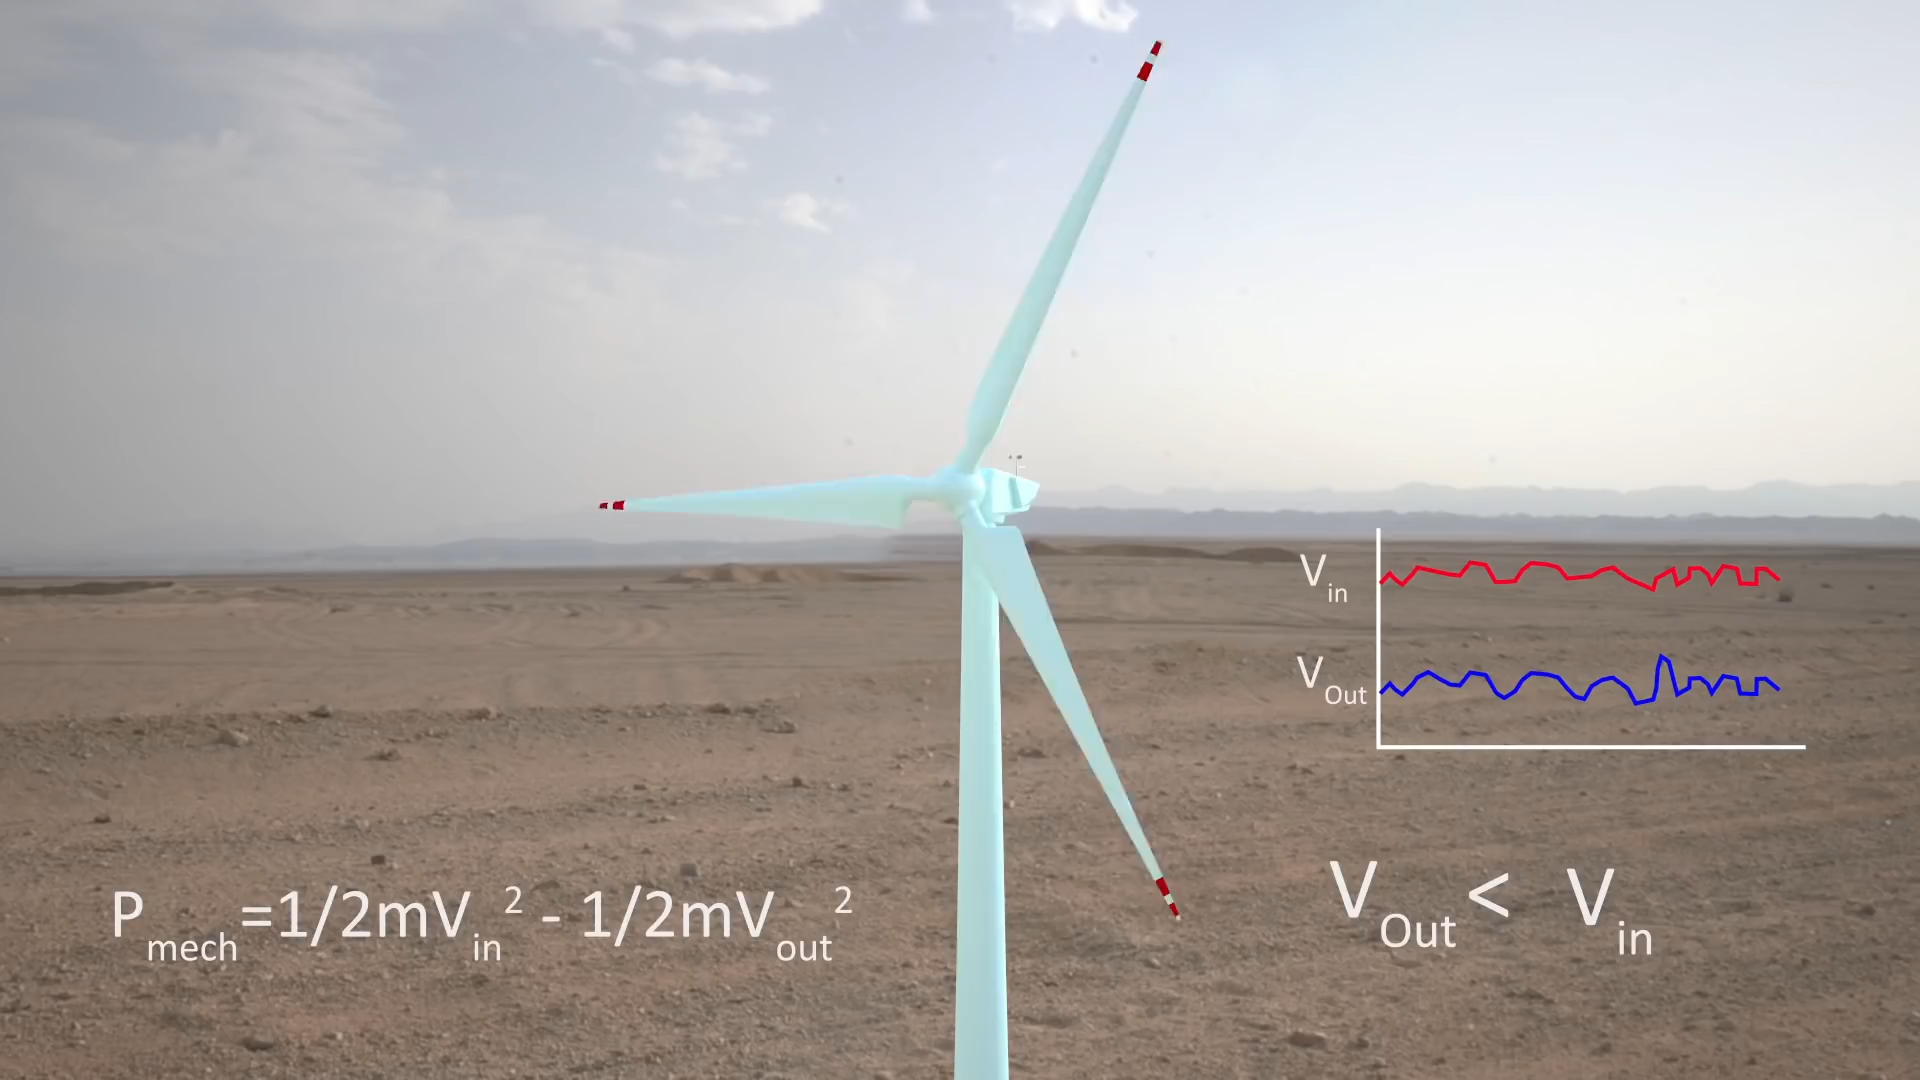 V in
V Out
P mech =1/2mV in ² - 1/2mV out ²
V Out < V in